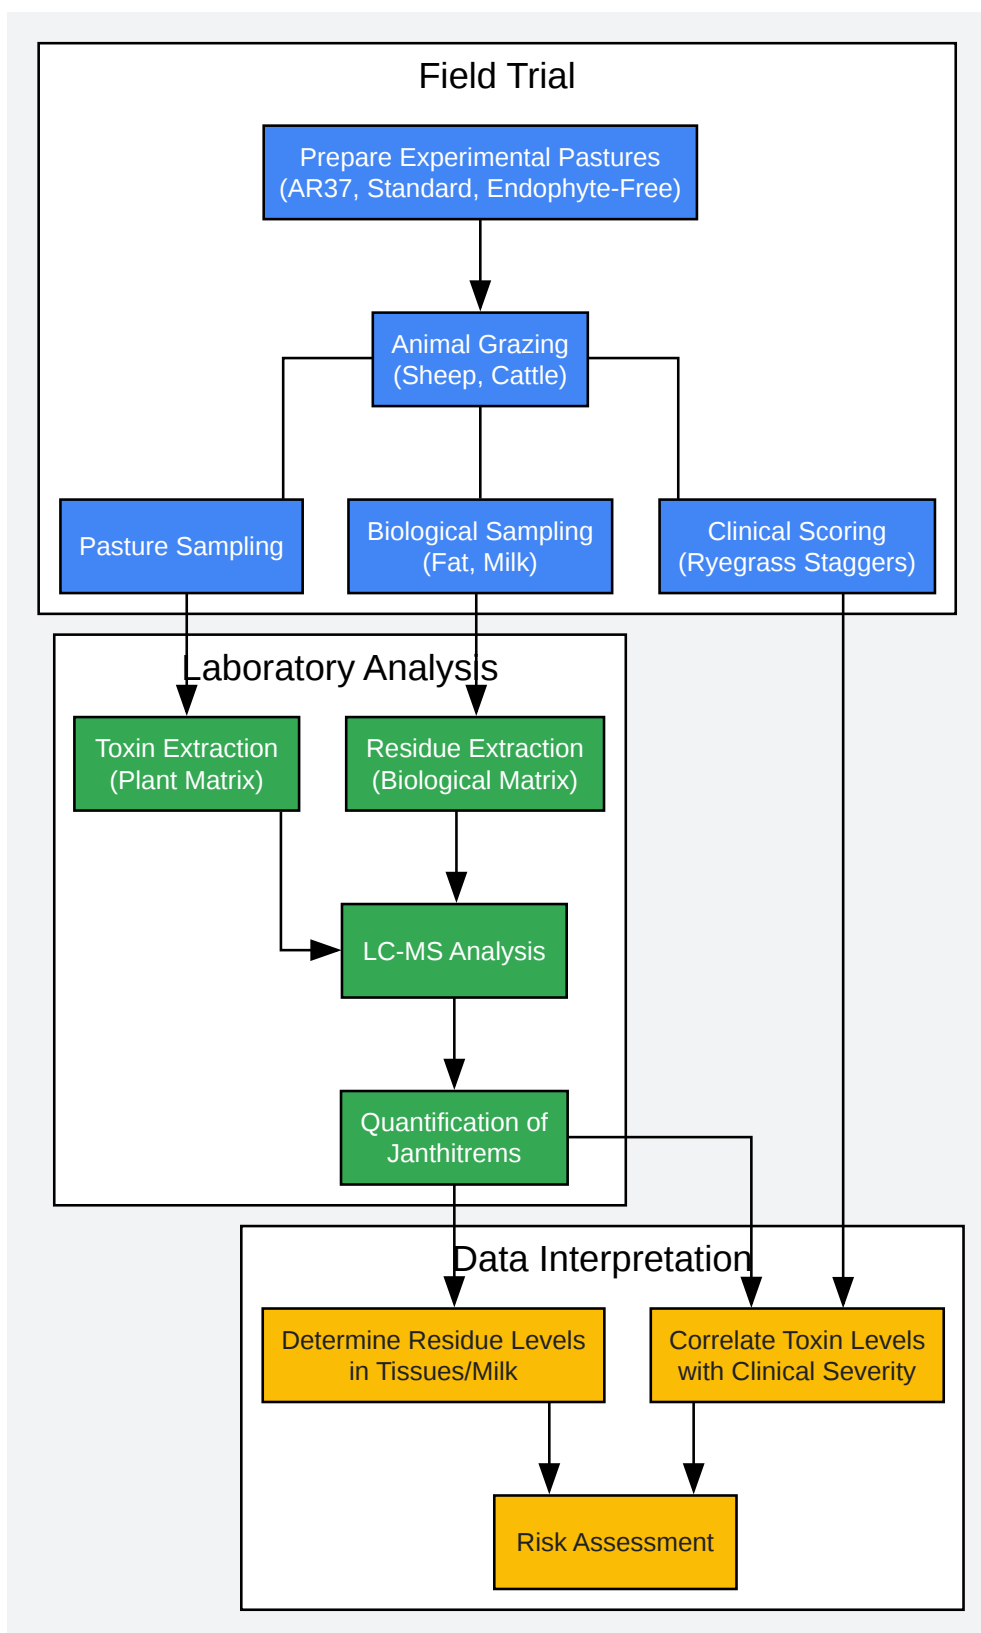 Field Trial
Prepare Experimental Pastures
(AR37, Standard, Endophyte-Free)
Animal Grazing
(Sheep, Cattle)
Pasture Sampling
Biological Sampling
(Fat, Milk)
Clinical Scoring
(Ryegrass Staggers)
Laboratory Analysis
Toxin Extraction
(Plant Matrix)
Residue Extraction
(Biological Matrix)
LC-MS Analysis
Quantification of
Janthitrems
Data Interpretation
Determine Residue Levels
in Tissues/Milk
Correlate Toxin Levels
with Clinical Severity
Risk Assessment